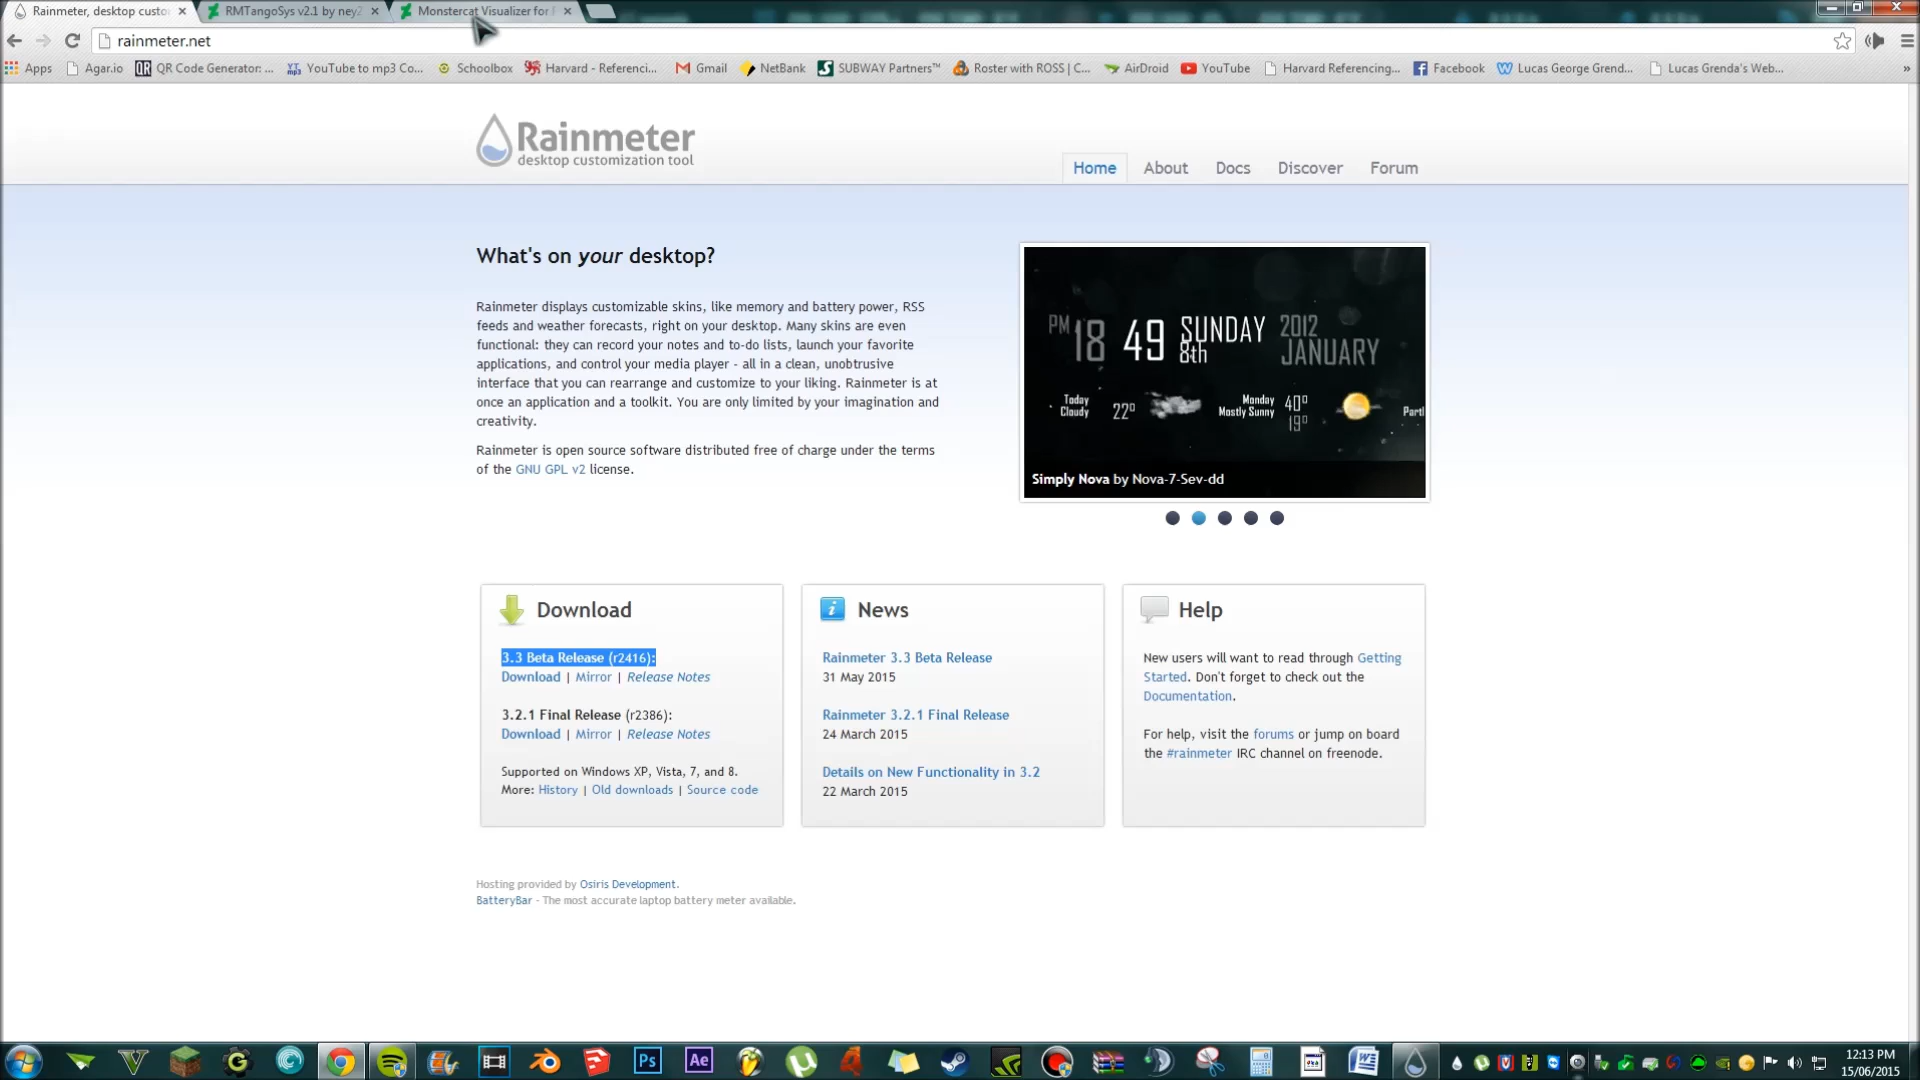 Rainmeter, desktop custo
RMTangoSys v2.1 by ney2
Monstercat Visualizer for
rainmeter.net
Apps
Agar.io
QR Code Generator: ...
YouTube to mp3 Co...
Schoolbox
Harvard - Referenci...
Gmail
NetBank
SUBWAY Partners™
Roster with ROSS | C...
AirDroid
YouTube
Harvard Referencing...
Facebook
Lucas George Grend...
Lucas Grenda's Web...
»
Rainmeter
desktop customization tool
Home
About
Docs
Discover
Forum
What's on your desktop?
Rainmeter displays customizable skins, like memory and battery power, RSS
feeds and weather forecasts, right on your desktop. Many skins are even
functional: they can record your notes and to-do lists, launch your favorite
applications, and control your media player - all in a clean, unobtrusive
interface that you can rearrange and customize to your liking. Rainmeter is at
once an application and a toolkit. You are only limited by your imagination and
creativity.
Rainmeter is open source software distributed free of charge under the terms
of the GNU GPL v2 license.
PM 18 49 SUNDAY 8th 2012 JANUARY
Today
Cloudy
22°
Monday
Mostly Sunny
40°
19°
Partl
Simply Nova by Nova-7-Sev-dd
Download
3.3 Beta Release (r2416):
Download | Mirror | Release Notes
3.2.1 Final Release (r2386):
Download | Mirror | Release Notes
Supported on Windows XP, Vista, 7, and 8.
More: History | Old downloads | Source code
News
Rainmeter 3.3 Beta Release
31 May 2015
Rainmeter 3.2.1 Final Release
24 March 2015
Details on New Functionality in 3.2
22 March 2015
Help
New users will want to read through Getting
Started. Don't forget to check out the
Documentation.
For help, visit the forums or jump on board
the #rainmeter IRC channel on freenode.
Hosting provided by Osiris Development.
BatteryBar - The most accurate laptop battery meter available.
Ps
Ae
12:13 PM
15/06/2015